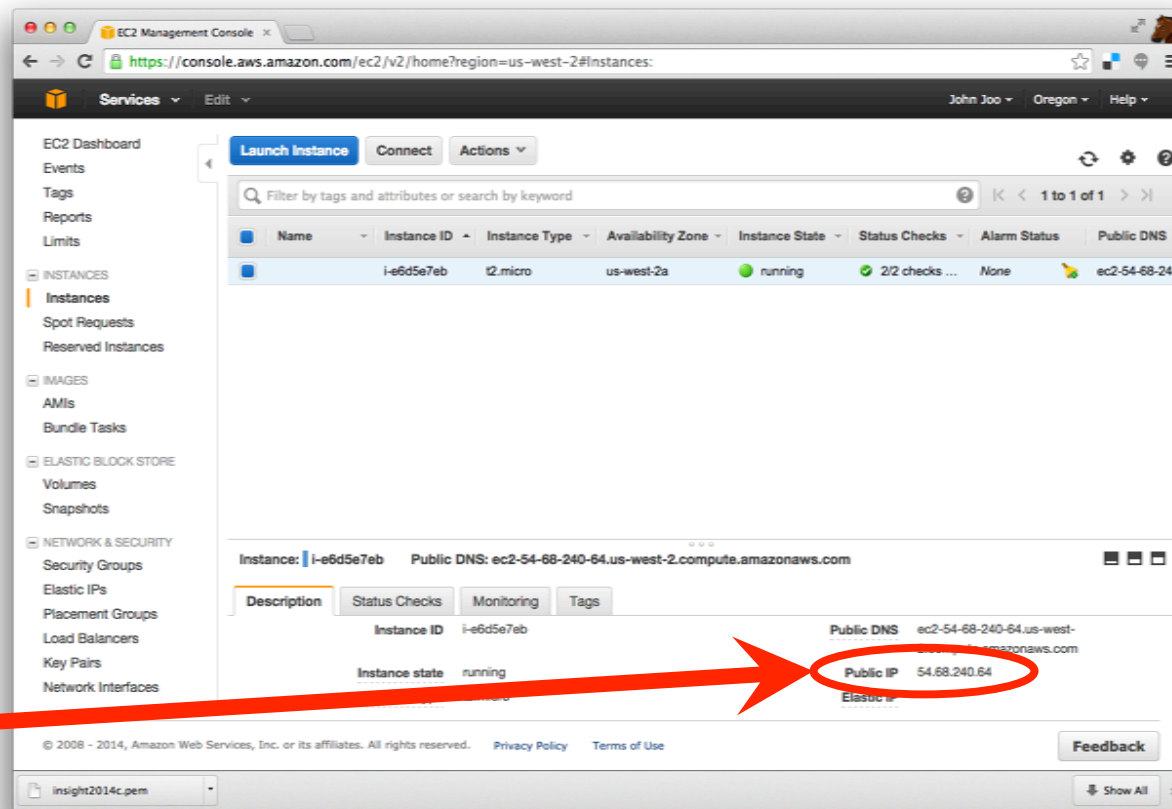 EC2 Management Console ×
https://console.aws.amazon.com/ec2/v2/home?region=us-west-2#Instances:
Services Edit John Joo Oregon Help
EC2 Dashboard
Events
Tags
Reports
Limits
INSTANCES
Instances
Spot Requests
Reserved Instances
IMAGES
AMIs
Bundle Tasks
ELASTIC BLOCK STORE
Volumes
Snapshots
NETWORK & SECURITY
Security Groups
Elastic IPs
Placement Groups
Load Balancers
Key Pairs
Network Interfaces
Launch Instance Connect Actions
Filter by tags and attributes or search by keyword 1 to 1 of 1
Name Instance ID Instance Type Availability Zone Instance State Status Checks Alarm Status Public DNS
i-e6d5e7eb t2.micro us-west-2a running 2/2 checks ... None ec2-54-68-24
Instance: i-e6d5e7eb Public DNS: ec2-54-68-240-64.us-west-2.compute.amazonaws.com
Description Status Checks Monitoring Tags
Instance ID i-e6d5e7eb Public DNS ec2-54-68-240-64.us-west-
2.compute.amazonaws.com
Instance state running Public IP 54.68.240.64
Elastic IP
© 2008 - 2014, Amazon Web Services, Inc. or its affiliates. All rights reserved. Privacy Policy Terms of Use Feedback
insight2014c.pem Show All